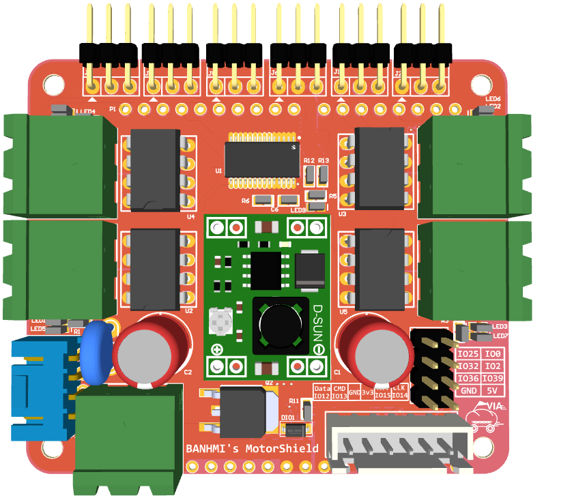 LED6
LED2
LED4
P1
U1
S
R12 R13
R6
C6
LED8
R5
U4
U3
U2
U5
LED5
R1
D-SUN
LED3
LED7
C2
C1
IO25 IO0
IO32 IO2
IO36 IO39
GND 5V
Data CMD GND 3v3 CLK
IO12 IO13 IO15 IO14
R11
DIO1
VIA
BANHMI's MotorShield